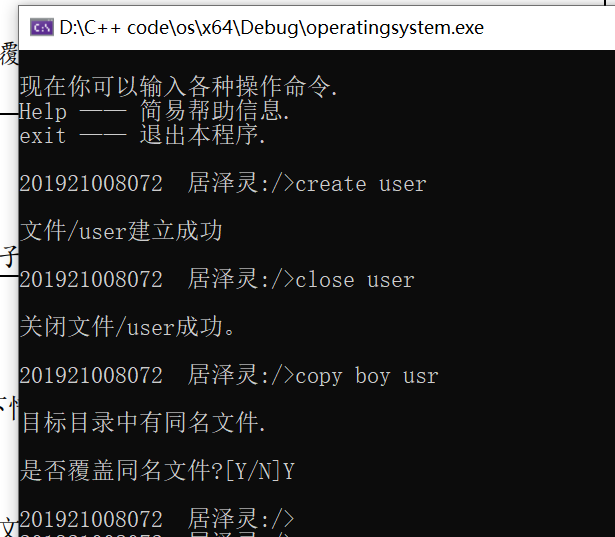 D:\C++ code\os\x64\Debug\operatingsystem.exe
覆
现在你可以输入各种操作命令.
Help —— 简易帮助信息.
exit —— 退出本程序.
201921008072 居泽灵:/>create user
文件/user建立成功
子
201921008072 居泽灵:/>close user
关闭文件/user成功。
201921008072 居泽灵:/>copy boy usr
目标目录中有同名文件.
是否覆盖同名文件?[Y/N]Y
文
201921008072 居泽灵:/>